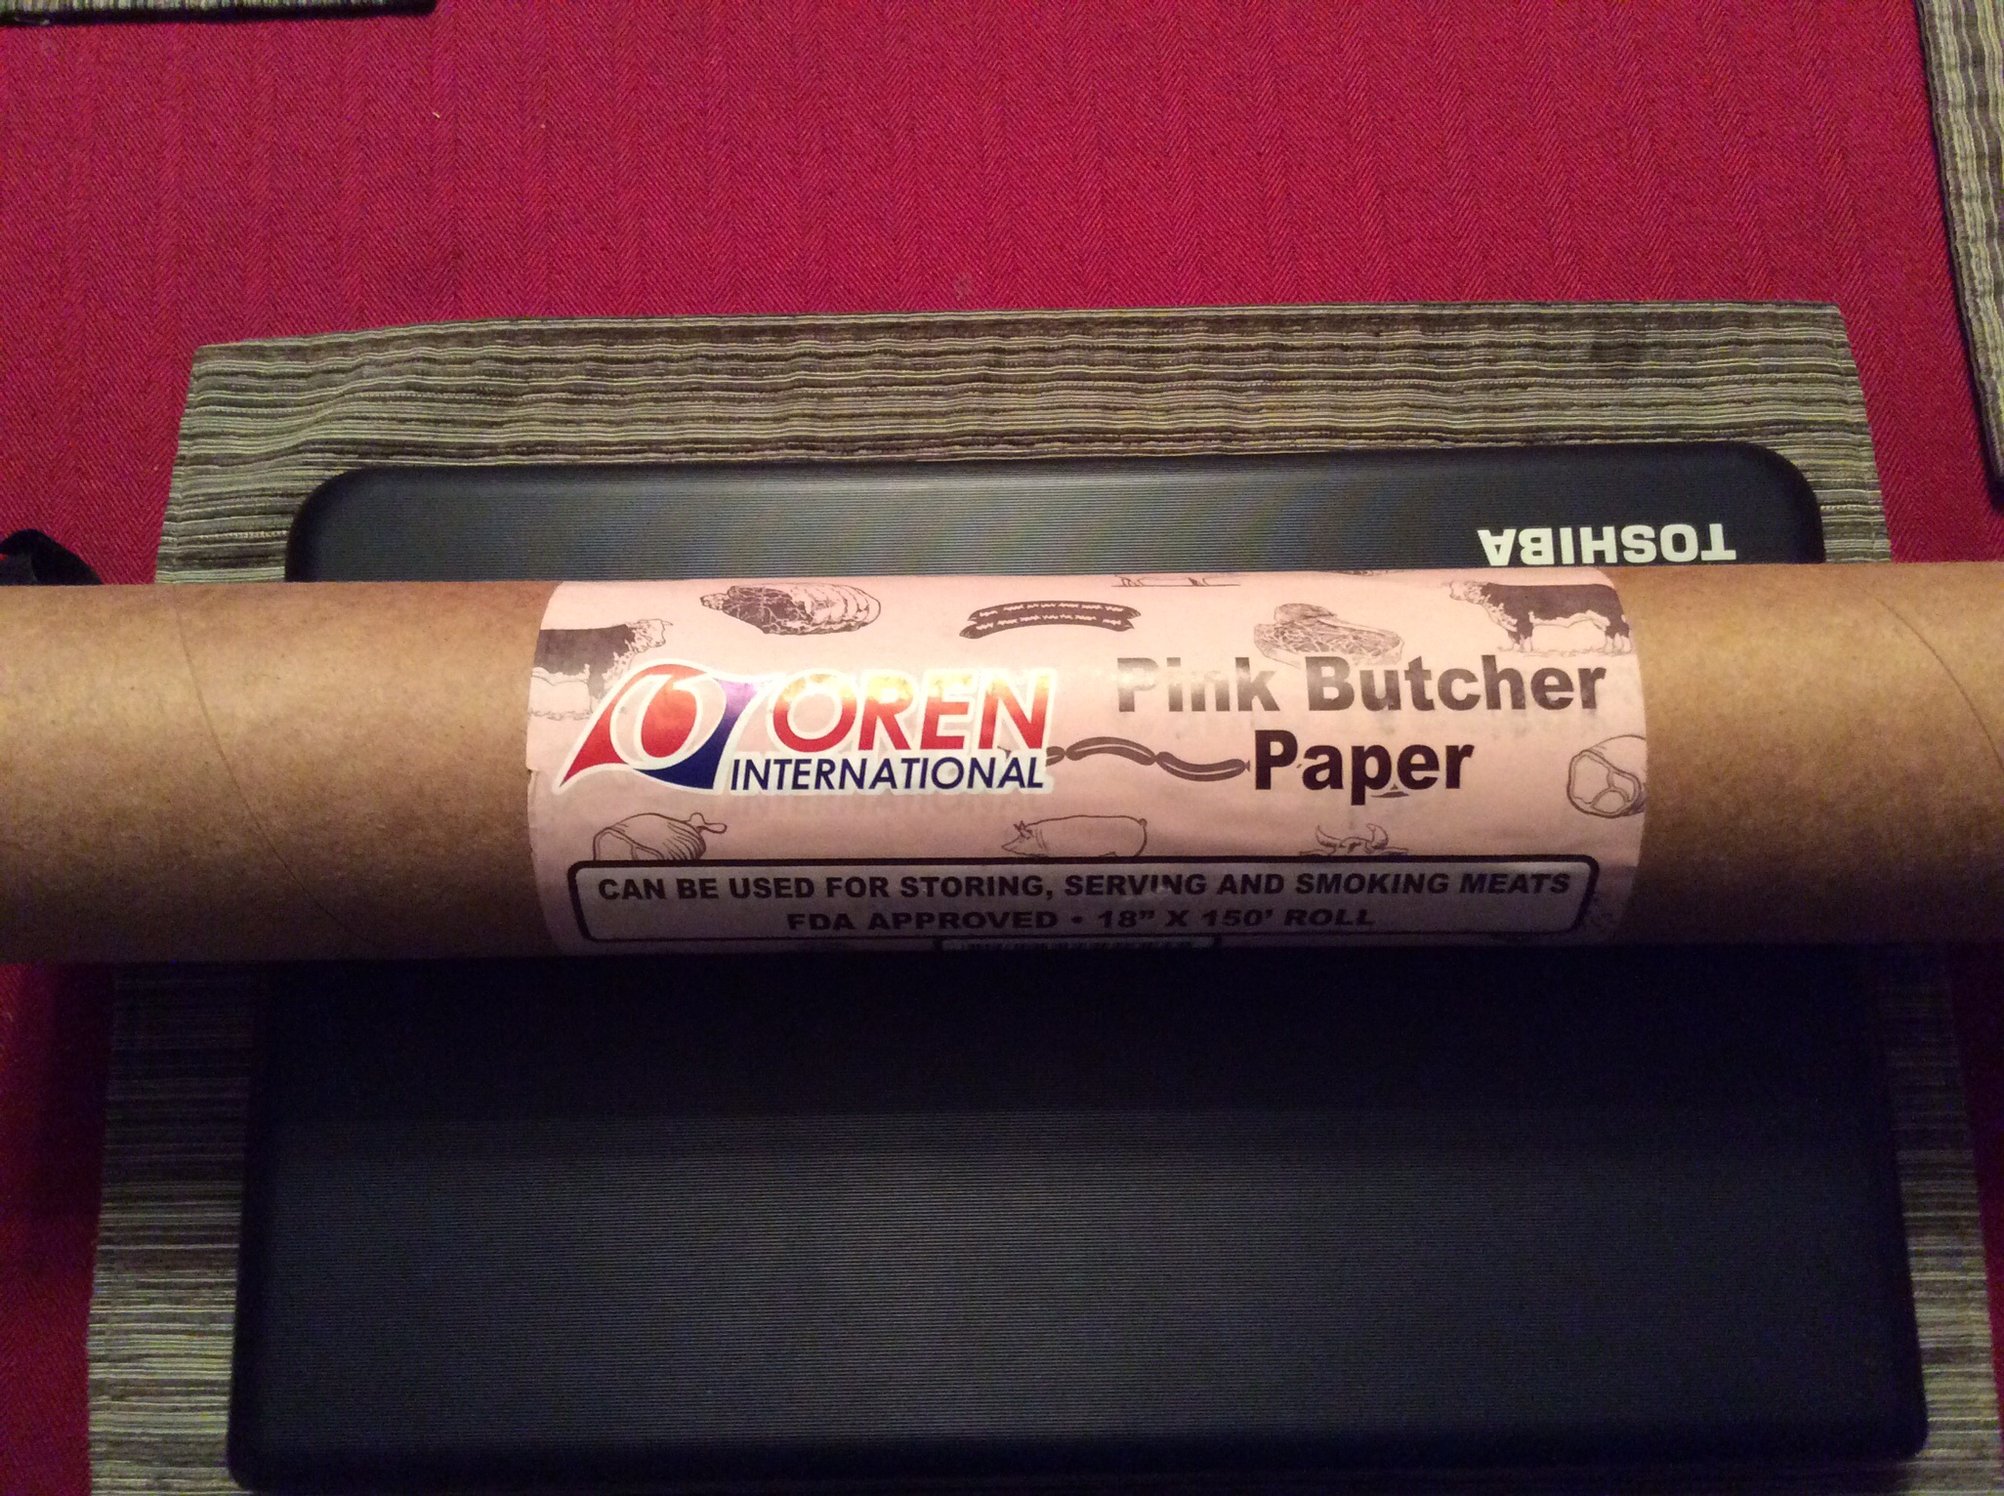 TOSHIBA
OREN
INTERNATIONAL
Pink Butcher
Paper
CAN BE USED FOR STORING, SERVING AND SMOKING MEATS
FDA APPROVED • 18" X 150' ROLL